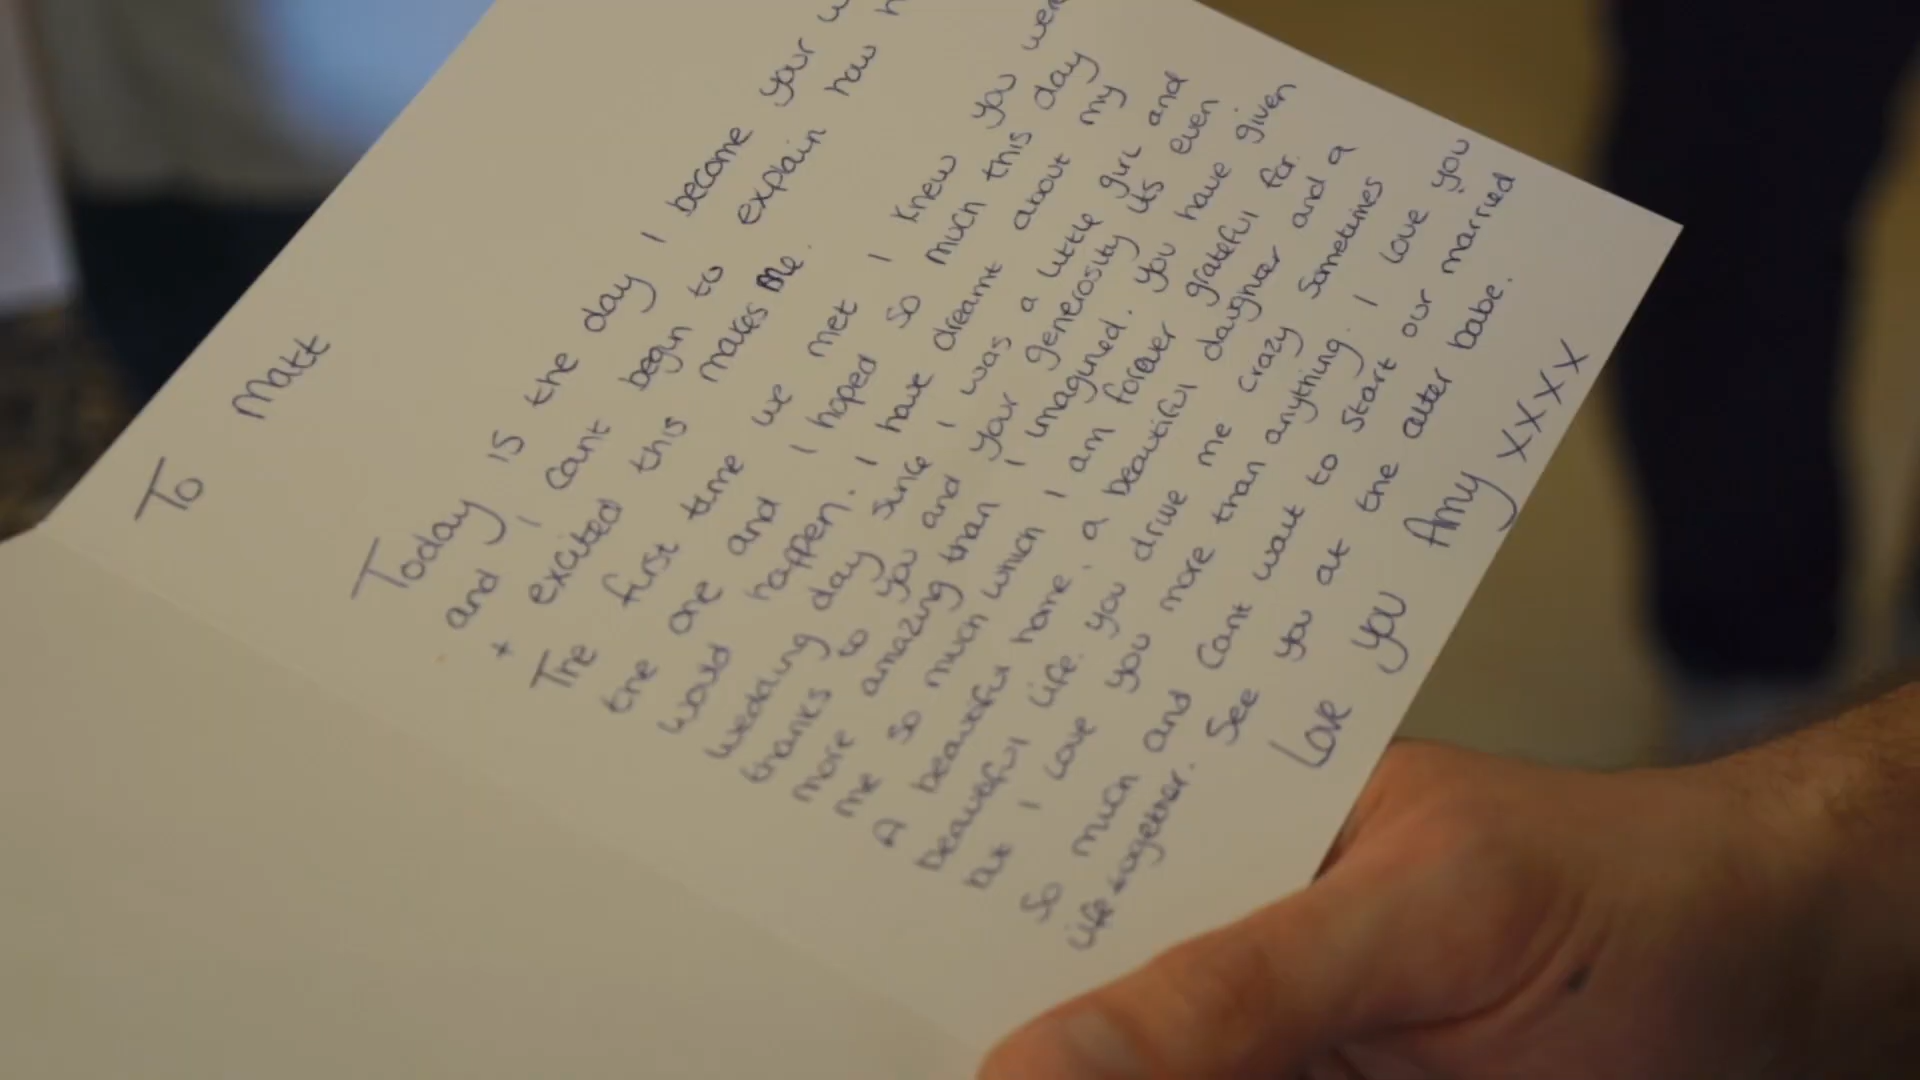 To Matt
Today is the day I become your
and I cant begin to explain how
+ excited this makes me.
The first time we met I knew you were
the one and I hoped so much this day
would happen. I have dreamt about my
wedding day since I was a little girl and
thanks to you and your generosity its even
more amazing than I imagined. You have given
me so much which I am forever grateful for.
A beautiful home, a beautiful daughter and a
beautiful life. You drive me crazy sometimes
but I love you more than anything. I love you
so much and cant wait to start our married
life together. See you at the alter babe.
Love you Amy xxxx